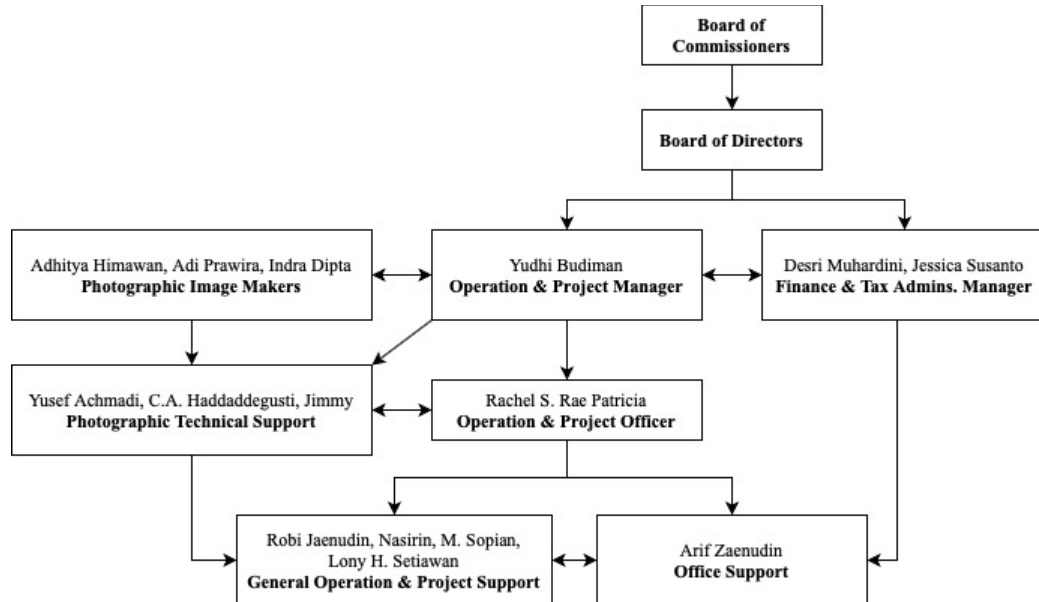 Board of
Commissioners
Board of Directors
Adhitya Himawan, Adi Prawira, Indra Dipta
Photographic Image Makers
Yudhi Budiman
Operation & Project Manager
Desri Muhardini, Jessica Susanto
Finance & Tax Admins. Manager
Yusef Achmadi, C.A. Haddaddegusti, Jimmy
Photographic Technical Support
Rachel S. Rae Patricia
Operation & Project Officer
Robi Jaenudin, Nasirin, M. Sopian,
Lony H. Setiawan
General Operation & Project Support
Arif Zaenudin
Office Support